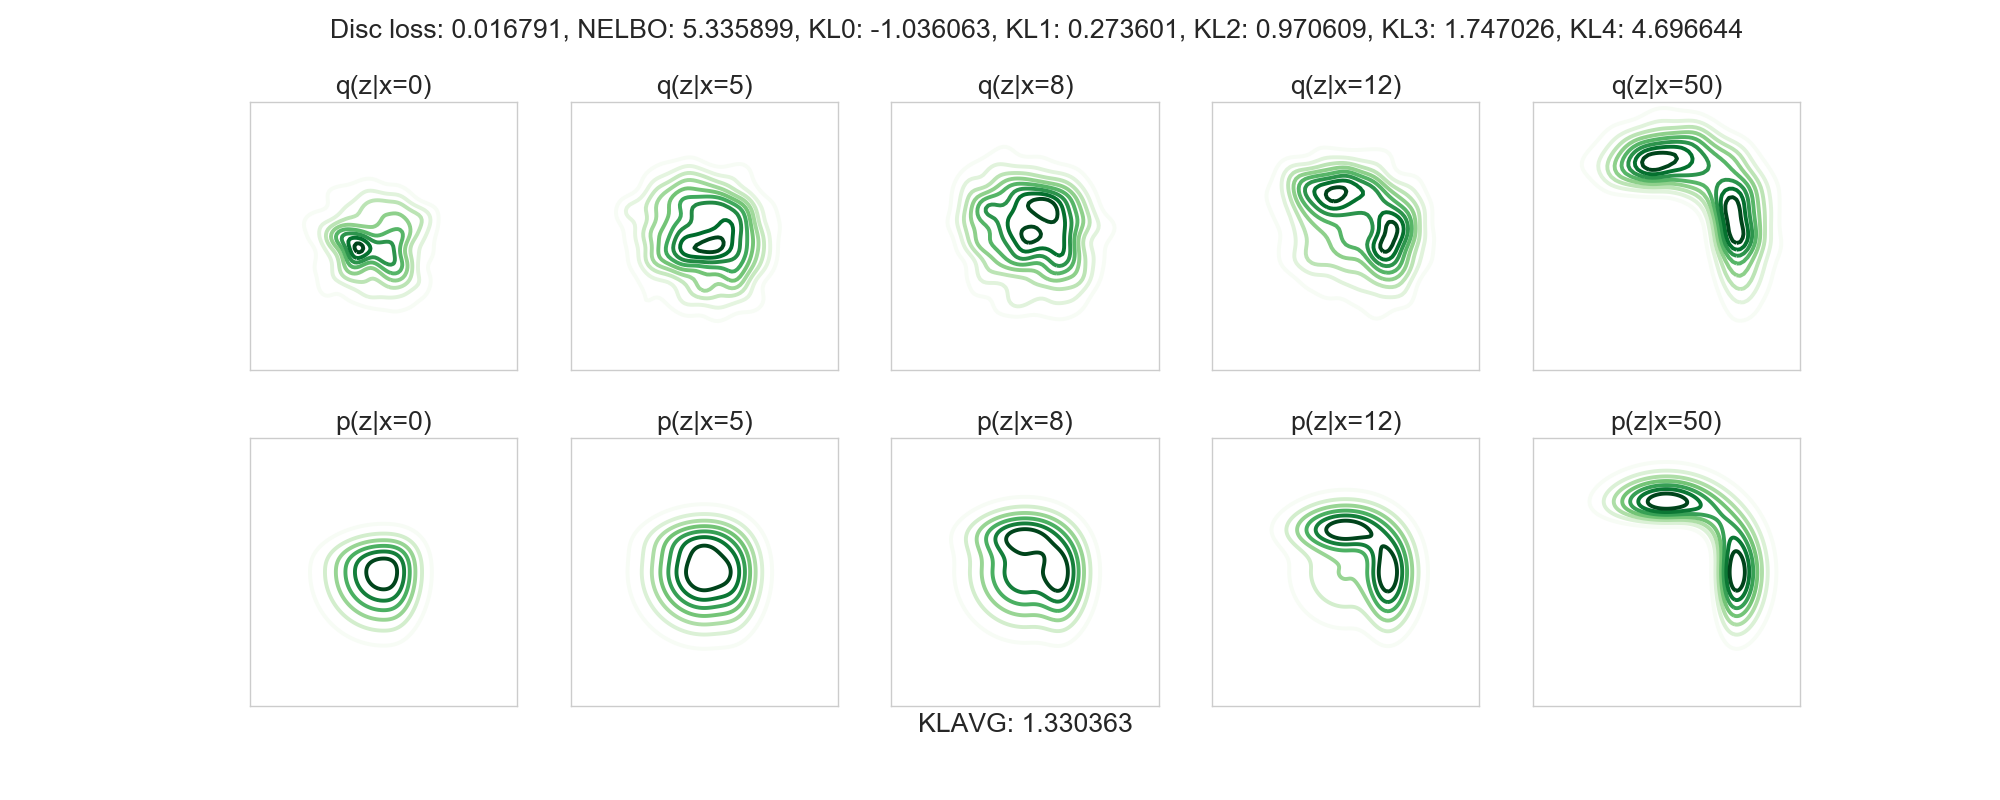 Disc loss: 0.016791, NELBO: 5.335899, KL0: -1.036063, KL1: 0.273601, KL2: 0.970609, KL3: 1.747026, KL4: 4.696644
q(z|x=0) q(z|x=5) q(z|x=8) q(z|x=12) q(z|x=50)
p(z|x=0) p(z|x=5) p(z|x=8) p(z|x=12) p(z|x=50)
KLAVG: 1.330363